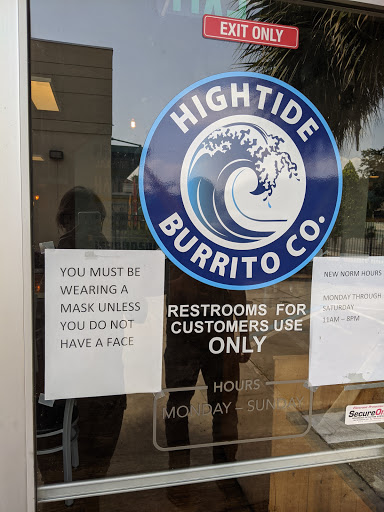 EXIT ONLY
HIGHTIDE
BURRITO CO.
YOU MUST BE
WEARING A
MASK UNLESS
YOU DO NOT
HAVE A FACE
RESTROOMS FOR
CUSTOMERS USE
ONLY
NEW NORM HOURS
MONDAY THROUGH
SATURDAY
11AM – 8PM
HOURS
MONDAY – SUNDAY